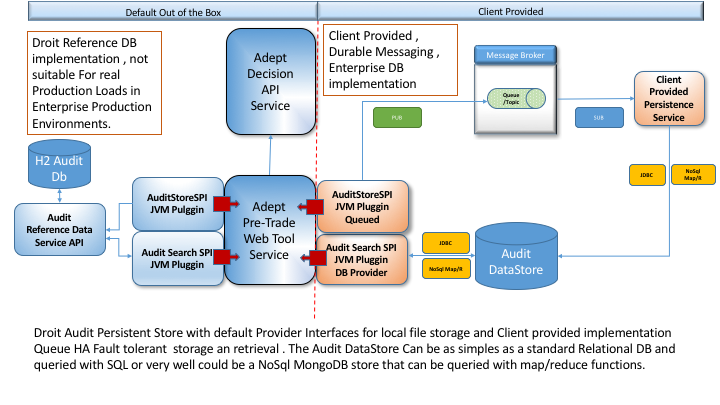 Default Out of the Box
Client Provided
Droit Reference DB
implementation , not
suitable For real
Production Loads in
Enterprise Production
Environments.
Adept
Decision
API
Service
Client Provided ,
Durable Messaging ,
Enterprise DB
implementation
Message Broker
Queue
/Topic
Client
Provided
Persistence
Service
PUB
SUB
H2 Audit
Db
JDBC
NoSql
Map/R
AuditStoreSPI
JVM Pulggin
Adept
Pre-Trade
Web Tool
Service
AuditStoreSPI
JVM Pluggin
Queued
Audit
Reference Data
Service API
Audit Search SPI
JVM Pluggin
Audit Search SPI
JVM Pluggin
DB Provider
JDBC
NoSql Map/R
Audit
DataStore
Droit Audit Persistent Store with default Provider Interfaces for local file storage and Client provided implementation
Queue HA Fault tolerant storage an retrieval . The Audit DataStore Can be as simples as a standard Relational DB and
queried with SQL or very well could be a NoSql MongoDB store that can be queried with map/reduce functions.